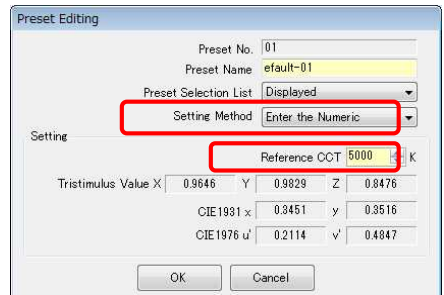 Preset Editing
Preset No. 01
Preset Name efault-01
Preset Selection List Displayed
Setting Method Enter the Numeric
Setting
Reference CCT 5000 K
Tristimulus Value X 0.9646 Y 0.9829 Z 0.8476
CIE1931 x 0.3451 y 0.3516
CIE1976 u' 0.2114 v' 0.4847
OK Cancel